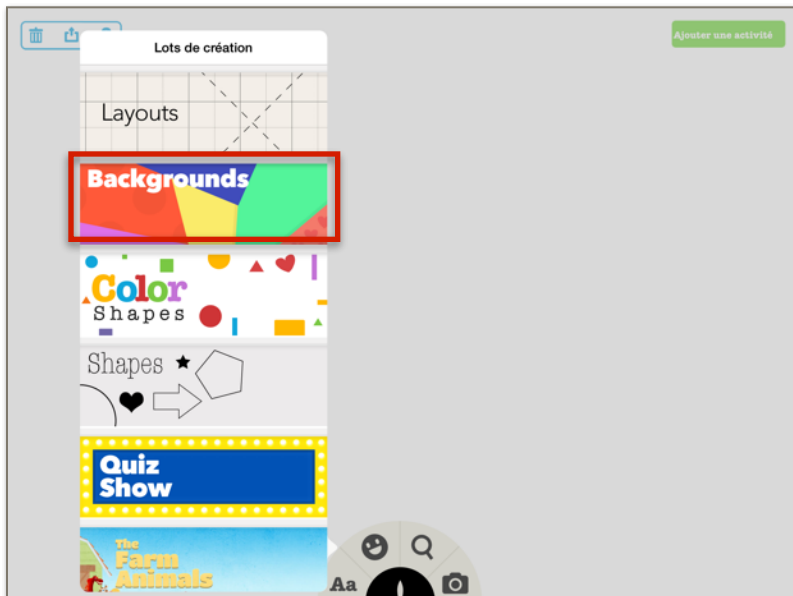 Lots de création
Ajouter une activité
Layouts
Backgrounds
Color
Shapes
Shapes
Quiz
Show
The
Farm
Animals
Aa